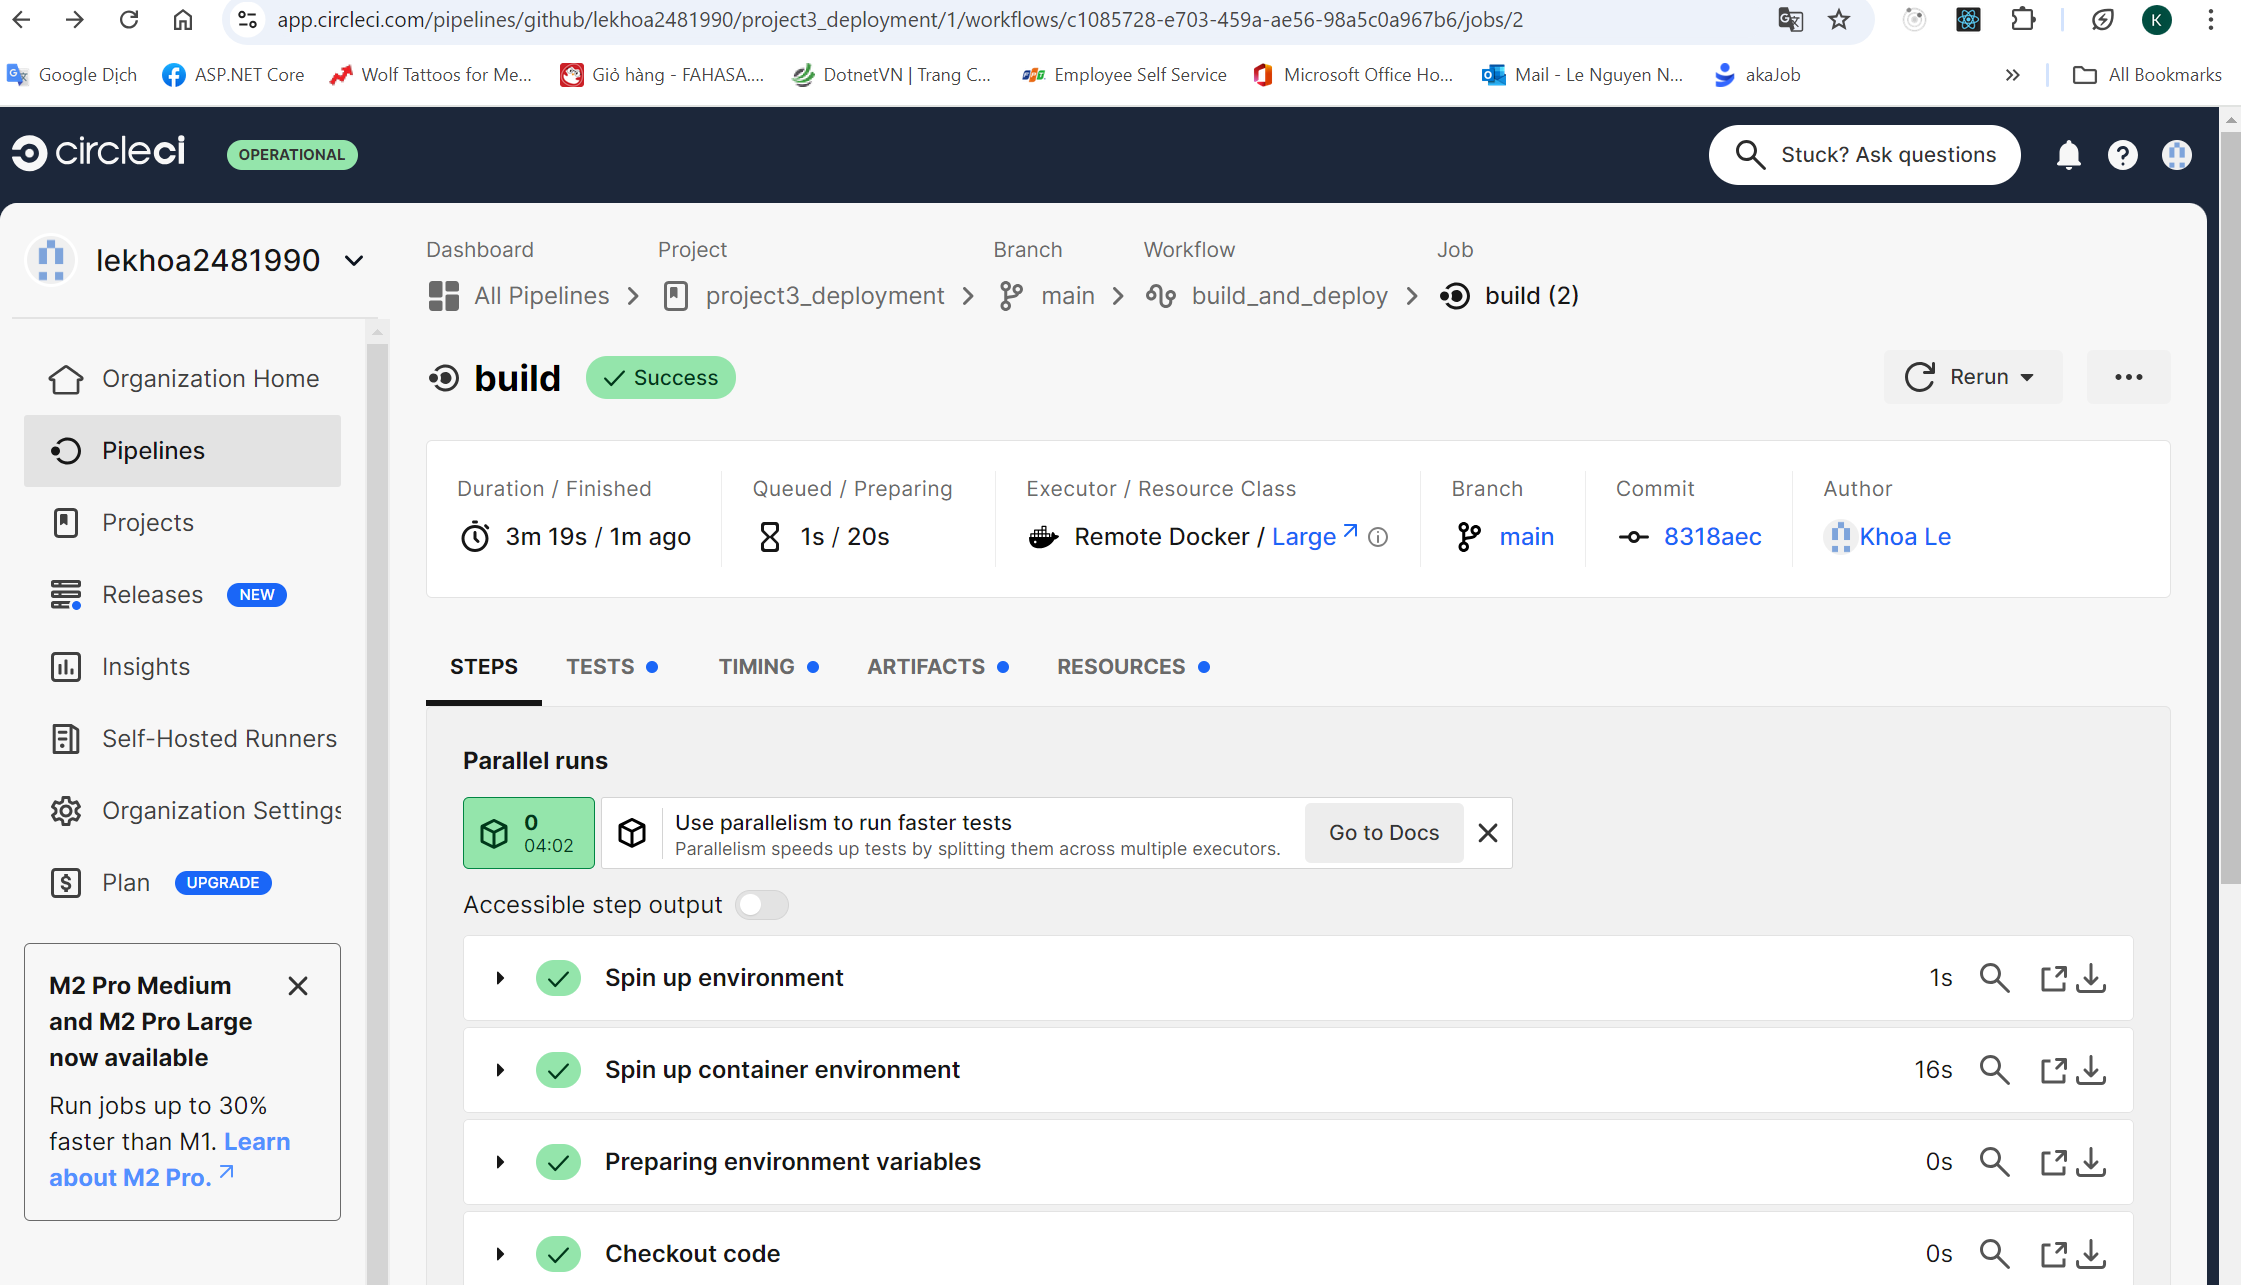 app.circleci.com/pipelines/github/lekhoa2481990/project3_deployment/1/workflows/c1085728-e703-459a-ae56-98a5c0a967b6/jobs/2
K
Google Dịch
ASP.NET Core
Wolf Tattoos for Me...
Giỏ hàng - FAHASA....
DotnetVN | Trang C...
Employee Self Service
Microsoft Office Ho...
Mail - Le Nguyen N...
akaJob
All Bookmarks
circleci
OPERATIONAL
Stuck? Ask questions
lekhoa2481990
Organization Home
Pipelines
Projects
Releases NEW
Insights
Self-Hosted Runners
Organization Settings
Plan UPGRADE
M2 Pro Medium
and M2 Pro Large
now available
Run jobs up to 30%
faster than M1. Learn
about M2 Pro.
Dashboard Project Branch Workflow Job
All Pipelines project3_deployment main build_and_deploy build (2)
build Success
Rerun
Duration / Finished
3m 19s / 1m ago
Queued / Preparing
1s / 20s
Executor / Resource Class
Remote Docker / Large
Branch
main
Commit
8318aec
Author
Khoa Le
STEPS TESTS TIMING ARTIFACTS RESOURCES
Parallel runs
0
04:02
Use parallelism to run faster tests
Parallelism speeds up tests by splitting them across multiple executors.
Go to Docs
Accessible step output
Spin up environment 1s
Spin up container environment 16s
Preparing environment variables 0s
Checkout code 0s